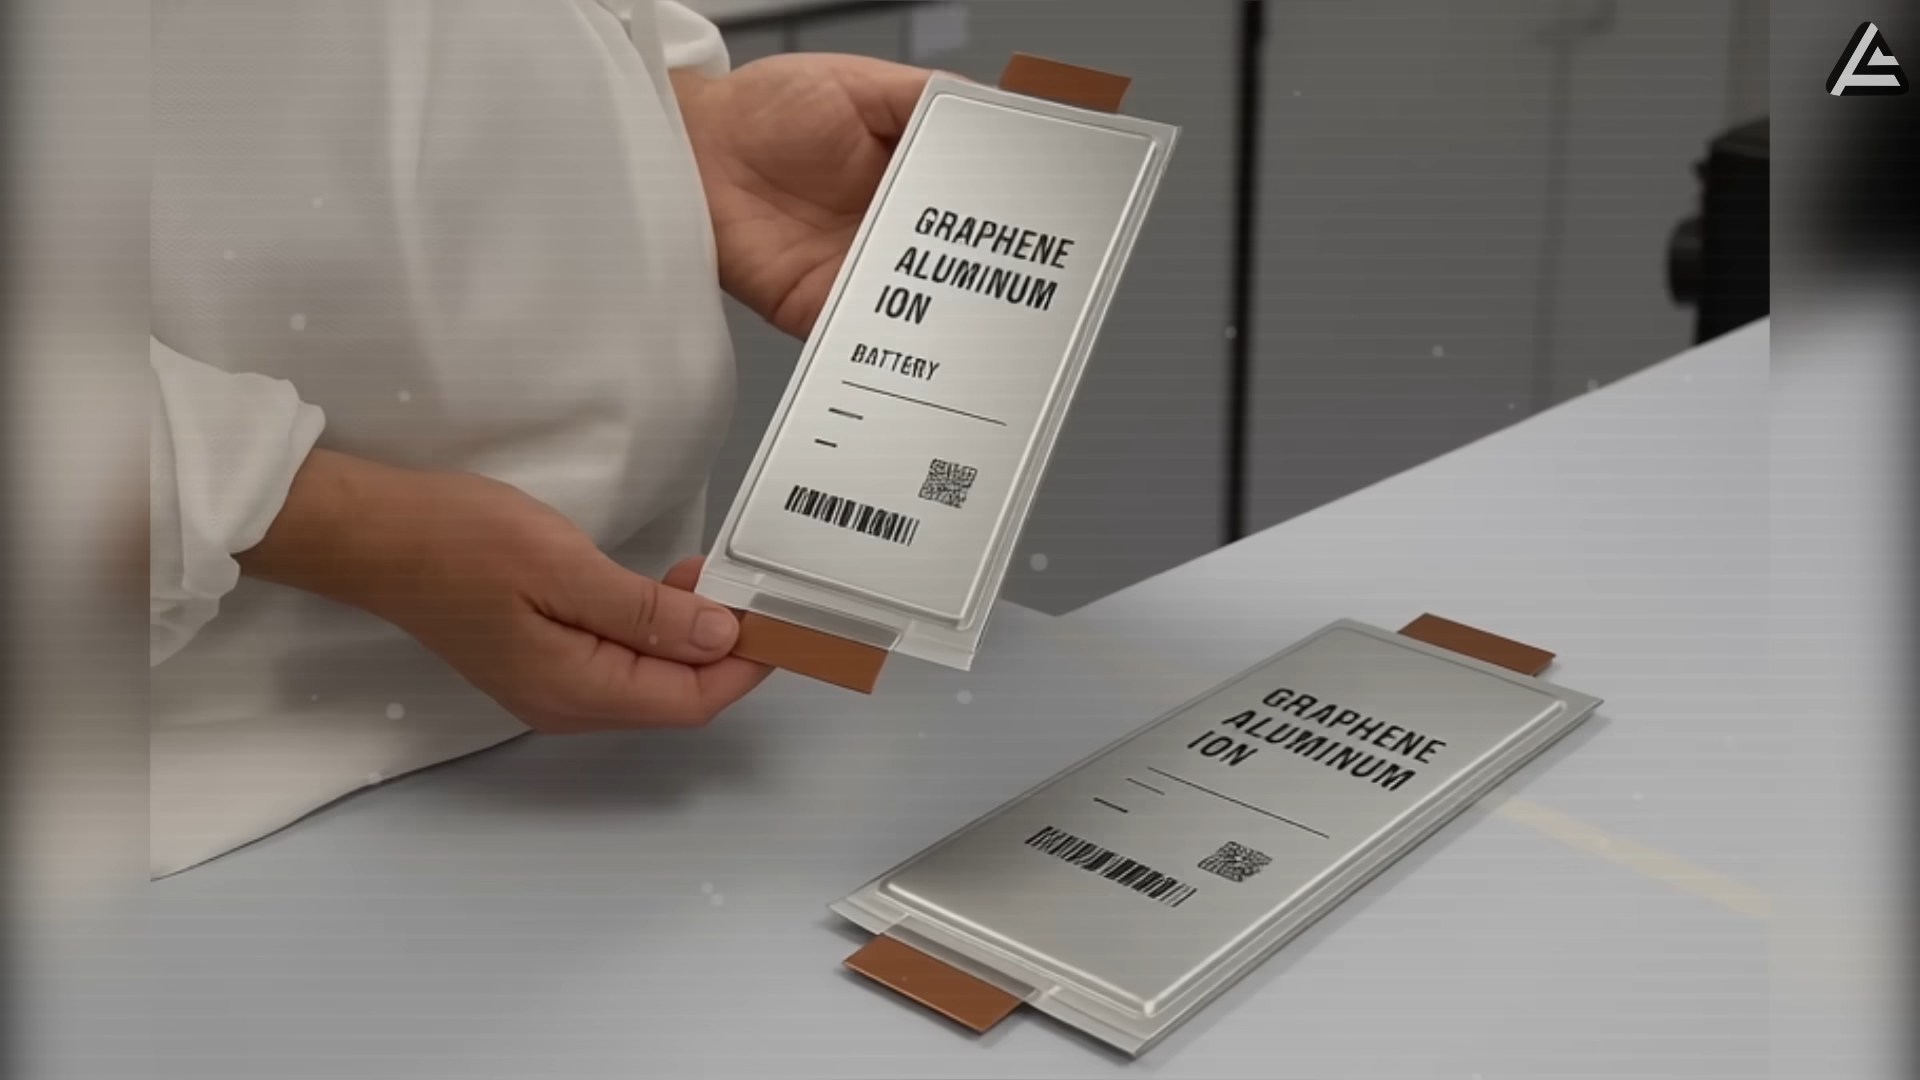 GRAPHENE
ALUMINUM
ION
BATTERY
GRAPHENE
ALUMINUM
ION